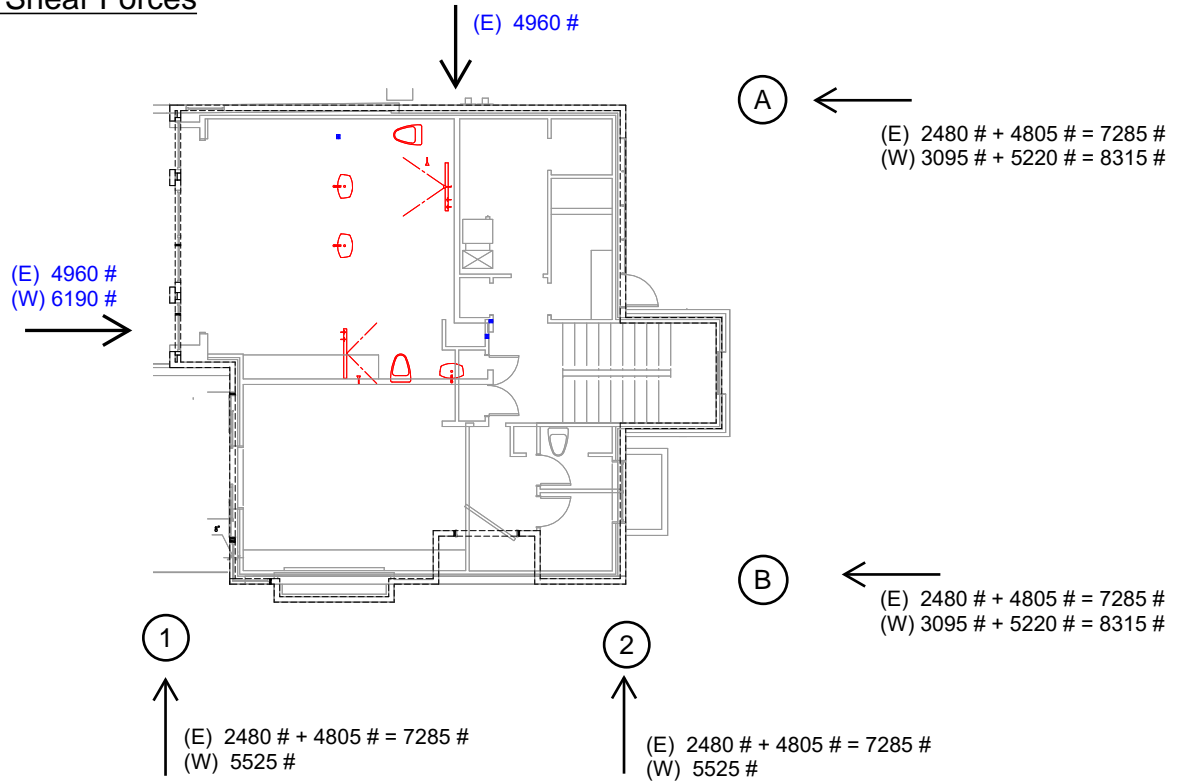 Shear Forces
(E) 4960 #
A
(E) 2480 # + 4805 # = 7285 #
(W) 3095 # + 5220 # = 8315 #
(E) 4960 #
(W) 6190 #
8"
B
(E) 2480 # + 4805 # = 7285 #
(W) 3095 # + 5220 # = 8315 #
1
2
(E) 2480 # + 4805 # = 7285 #
(W) 5525 #
(E) 2480 # + 4805 # = 7285 #
(W) 5525 #